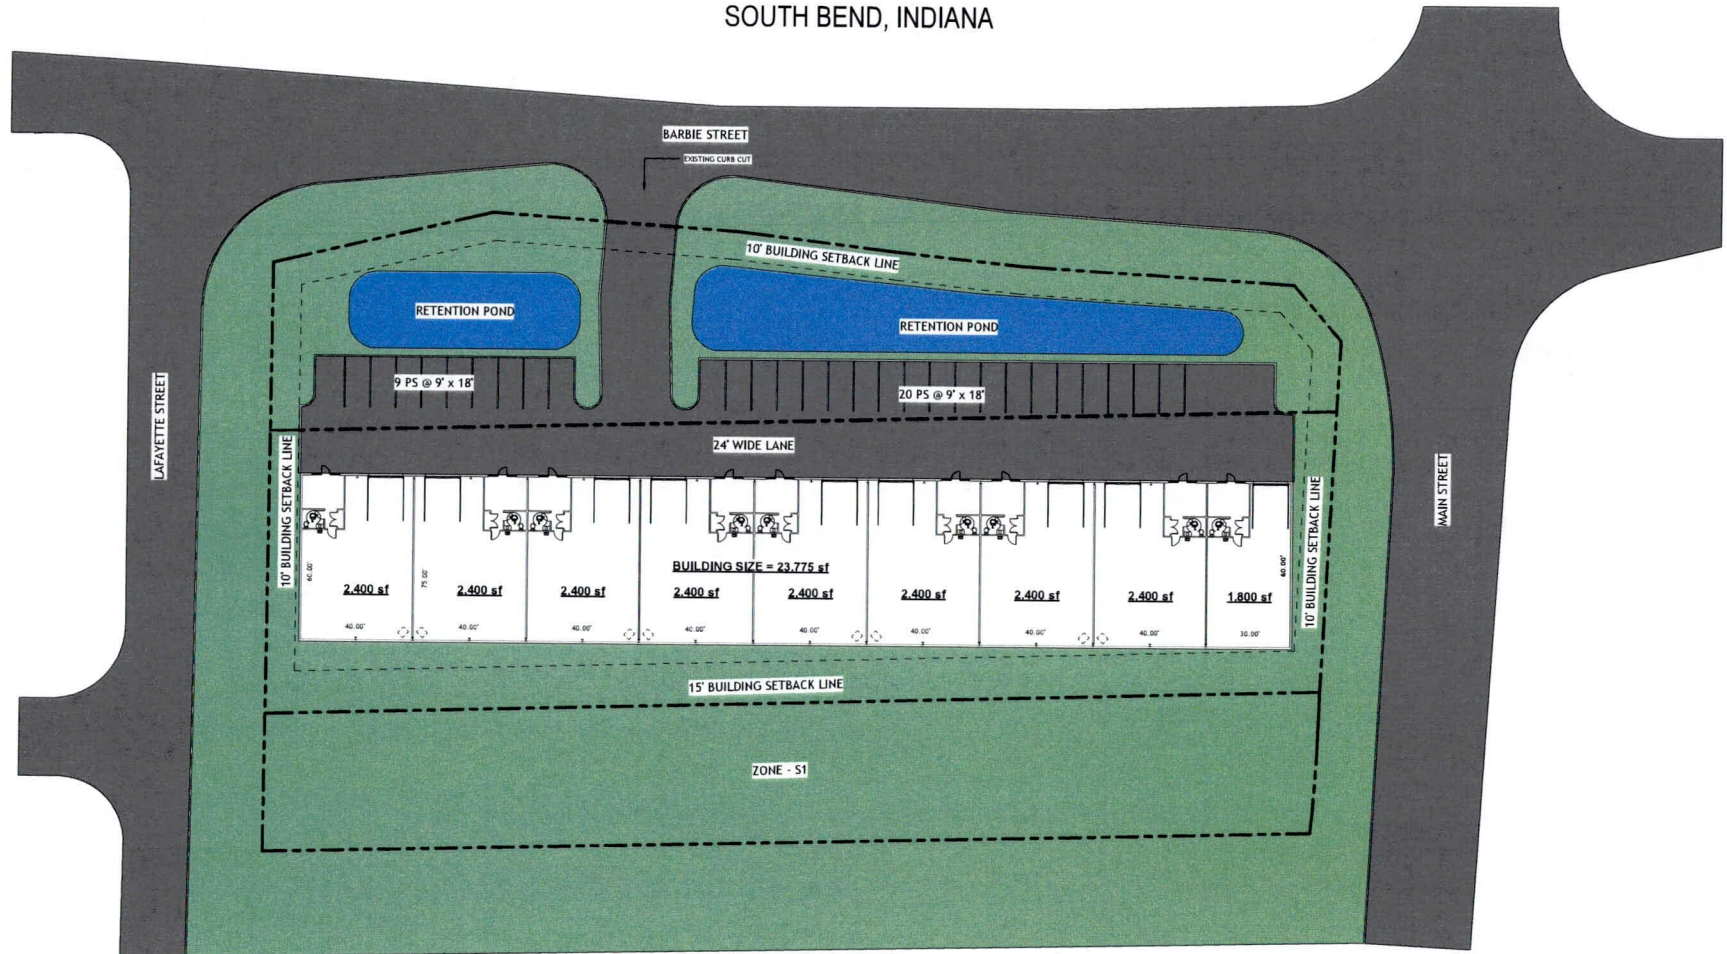 SOUTH BEND, INDIANA
BARBIE STREET
EXISTING CURB CUT
10' BUILDING SETBACK LINE
RETENTION POND
RETENTION POND
9 PS @ 9' x 18'
20 PS @ 9' x 18'
LAFAYETTE STREET
24' WIDE LANE
10' BUILDING SETBACK LINE
10' BUILDING SETBACK LINE
MAIN STREET
BUILDING SIZE = 23.775 sf
60.00'
75.00'
60.00'
2.400 sf
2.400 sf
2.400 sf
2.400 sf
2.400 sf
2.400 sf
2.400 sf
2.400 sf
1.800 sf
40.00'
40.00'
40.00'
40.00'
40.00'
40.00'
40.00'
40.00'
30.00'
15' BUILDING SETBACK LINE
ZONE - S1